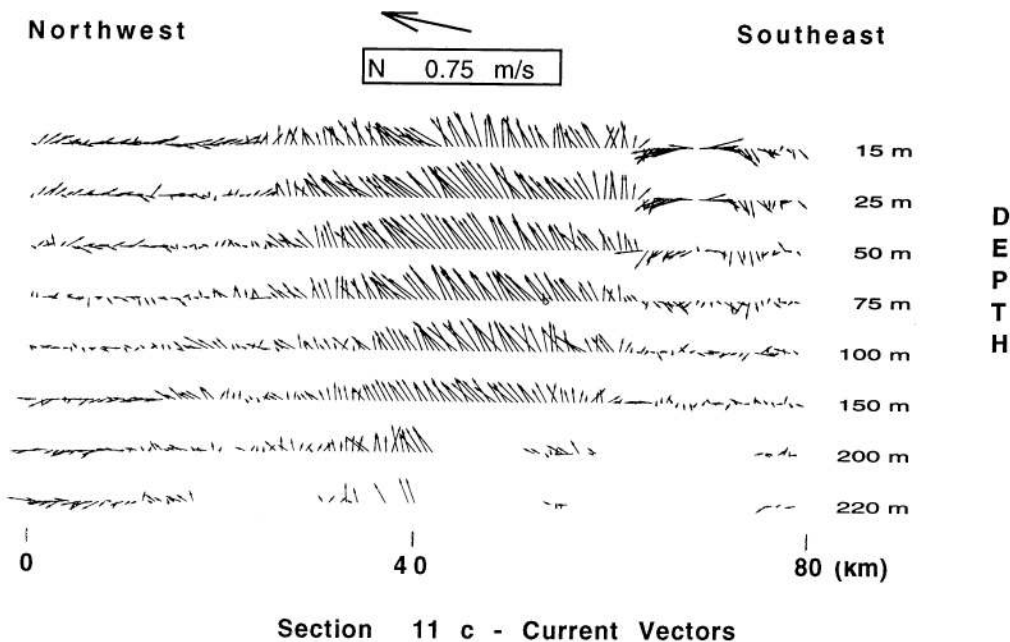 Northwest
Southeast
N 0.75 m/s
15 m
25 m
50 m
75 m
100 m
150 m
200 m
220 m
DEPTH
0
40
80 (km)
Section 11 c - Current Vectors